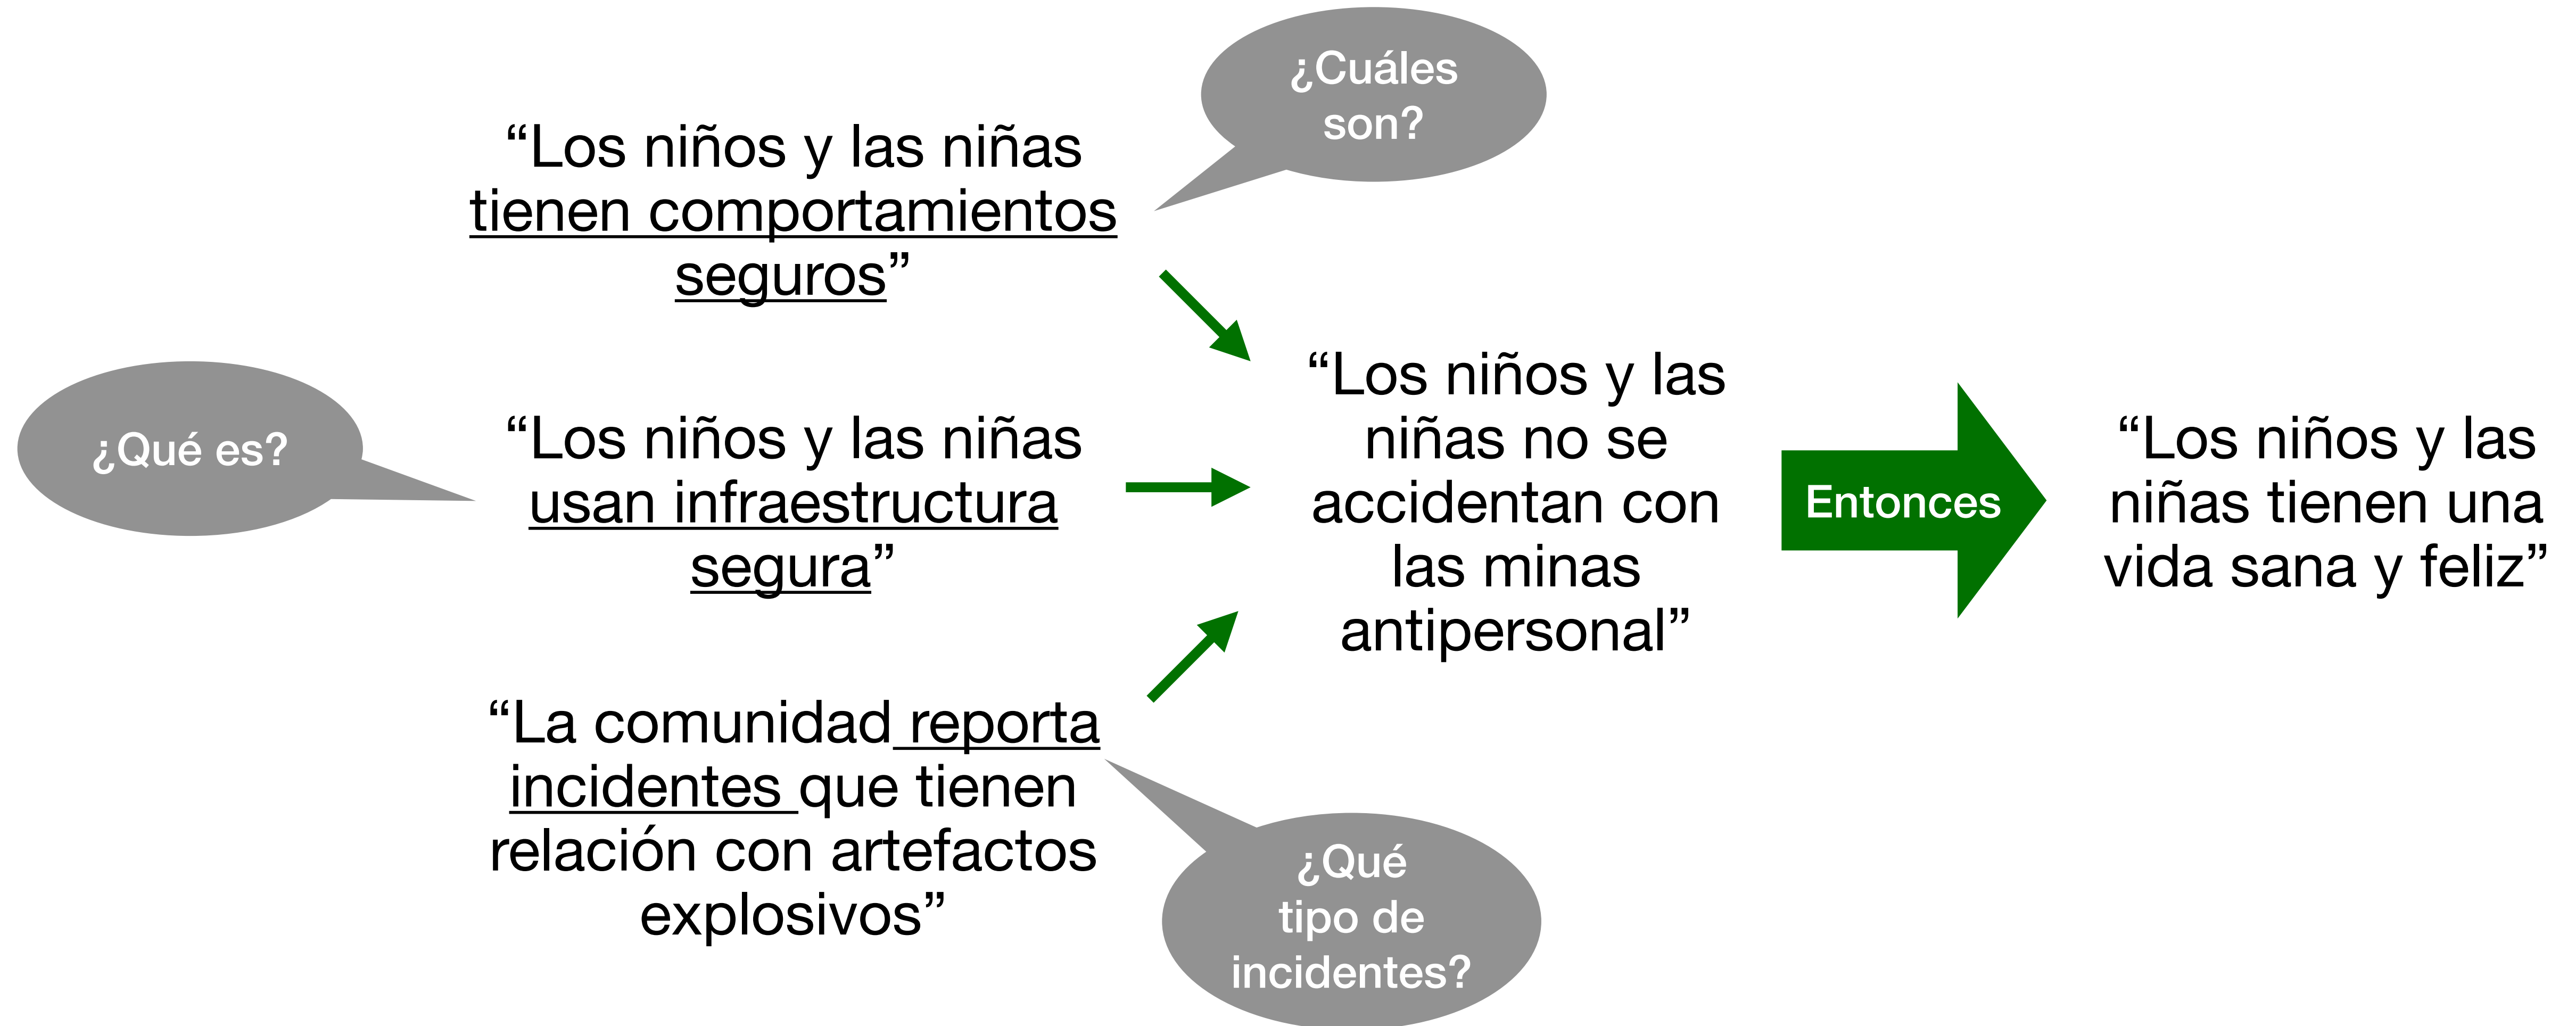 ¿Cuáles
son?
“Los niños y las niñas
tienen comportamientos
seguros”
¿Qué es?
“Los niños y las niñas
usan infraestructura
segura”
“La comunidad reporta
incidentes que tienen
relación con artefactos
explosivos”
¿Qué
tipo de
incidentes?
“Los niños y las
niñas no se
accidentan con
las minas
antipersonal”
Entonces
“Los niños y las
niñas tienen una
vida sana y feliz”